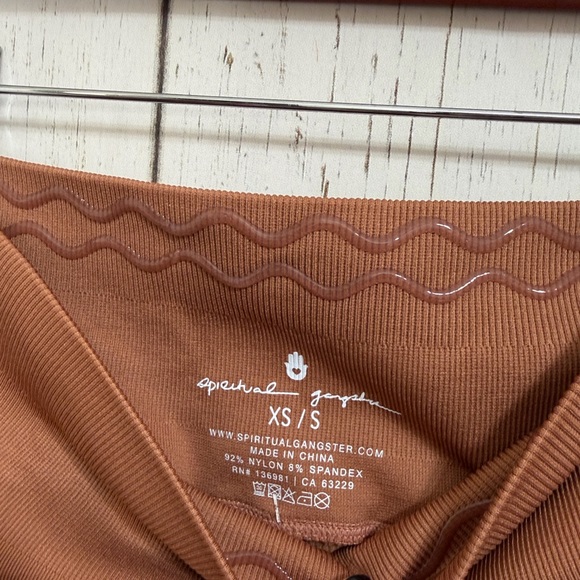 spiritual gangster
XS / S
WWW.SPIRITUALGANGSTER.COM
MADE IN CHINA
92% NYLON 8% SPANDEX
RN# 136981 | CA 63229